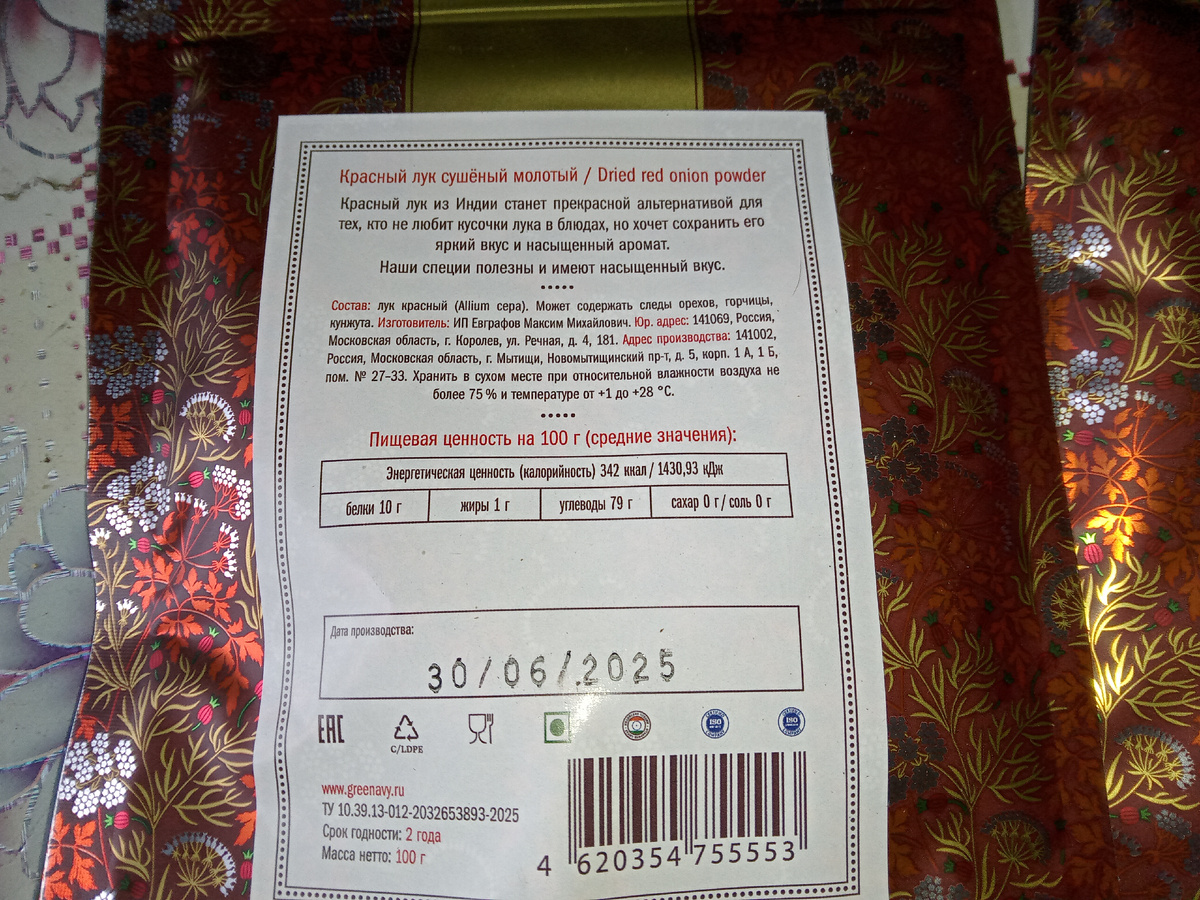 Красный лук сушёный молотый / Dried red onion powder
Красный лук из Индии станет прекрасной альтернативой для
тех, кто не любит кусочки лука в блюдах, но хочет сохранить его
яркий вкус и насыщенный аромат.
Наши специи полезны и имеют насыщенный вкус.
Состав: лук красный (Allium cepa). Может содержать следы орехов, горчицы,
кунжута. Изготовитель: ИП Евграфов Максим Михайлович. Юр. адрес: 141069, Россия,
Московская область, г. Королев, ул. Речная, д. 4, 181. Адрес производства: 141002,
Россия, Московская область, г. Мытищи, Новомытищинский пр-т, д. 5, корп. 1 А, 1 Б,
пом. № 27–33. Хранить в сухом месте при относительной влажности воздуха не
более 75 % и температуре от +1 до +28 °С.
Пищевая ценность на 100 г (средние значения):
Энергетическая ценность (калорийность) 342 ккал / 1430,93 кДж
белки 10 г жиры 1 г углеводы 79 г сахар 0 г / соль 0 г
Дата производства:
30/06/2025
EAC
C/LDPE
ISO
ISO
www.greenavy.ru
ТУ 10.39.13-012-2032653893-2025
Срок годности: 2 года
Масса нетто: 100 г
4 620354 755553